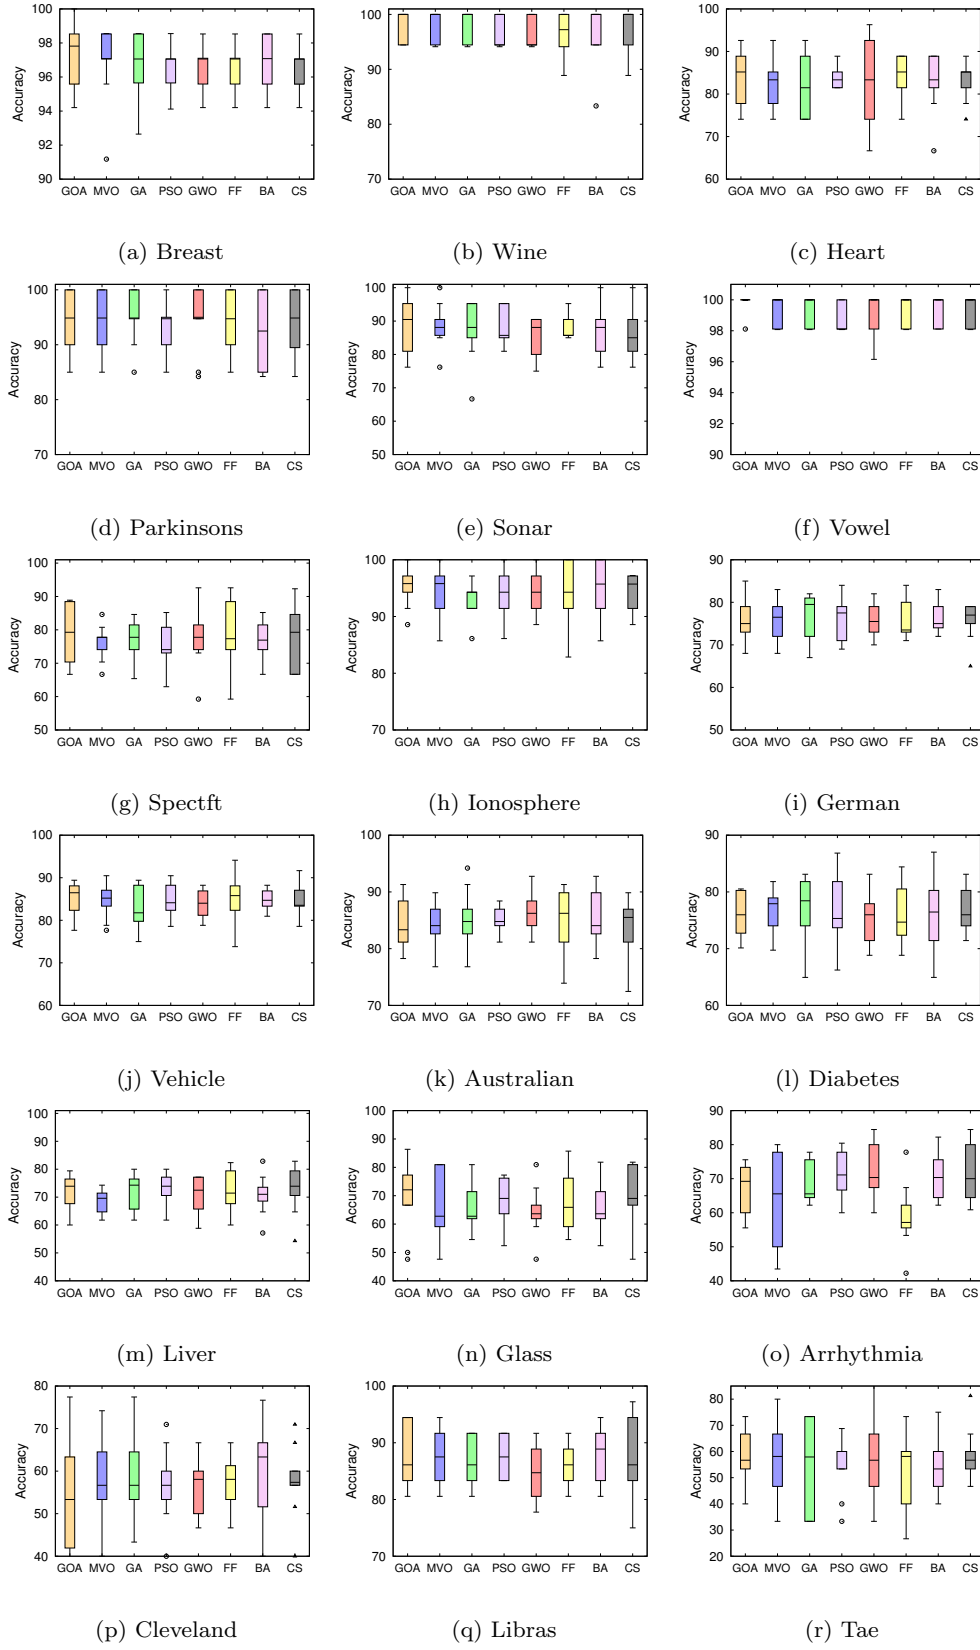 100
98
96
94
92
90
Accuracy
GOA MVO GA PSO GWO FF BA CS
(a) Breast
100
90
80
70
Accuracy
GOA MVO GA PSO GWO FF BA CS
(b) Wine
100
90
80
70
60
Accuracy
GOA MVO GA PSO GWO FF BA CS
(c) Heart
100
90
70
Accuracy
GOA MVO GA PSO GWO FF BA CS
(d) Parkinsons
100
90
80
70
60
50
Accuracy
GOA MVO GA PSO GWO FF BA CS
(e) Sonar
100
98
96
94
92
90
Accuracy
GOA MVO GA PSO GWO FF BA CS
(f) Vowel
100
90
80
70
60
50
Accuracy
GOA MVO GA PSO GWO FF BA CS
(g) Spectft
100
90
80
70
Accuracy
GOA MVO GA PSO GWO FF BA CS
(h) Ionosphere
90
80
70
60
50
Accuracy
GOA MVO GA PSO GWO FF BA CS
(i) German
100
90
80
70
60
Accuracy
GOA MVO GA PSO GWO FF BA CS
(j) Vehicle
100
90
80
70
Accuracy
GOA MVO GA PSO GWO FF BA CS
(k) Australian
90
80
70
60
Accuracy
GOA MVO GA PSO GWO FF BA CS
(l) Diabetes
100
90
80
70
60
50
40
Accuracy
GOA MVO GA PSO GWO FF BA CS
(m) Liver
100
90
80
70
60
50
40
Accuracy
GOA MVO GA PSO GWO FF BA CS
(n) Glass
90
80
70
60
50
40
Accuracy
GOA MVO GA PSO GWO FF BA CS
(o) Arrhythmia
80
70
60
50
40
Accuracy
GOA MVO GA PSO GWO FF BA CS
(p) Cleveland
100
90
80
70
Accuracy
GOA MVO GA PSO GWO FF BA CS
(q) Libras
80
70
60
50
40
30
20
Accuracy
GOA MVO GA PSO GWO FF BA CS
(r) Tae